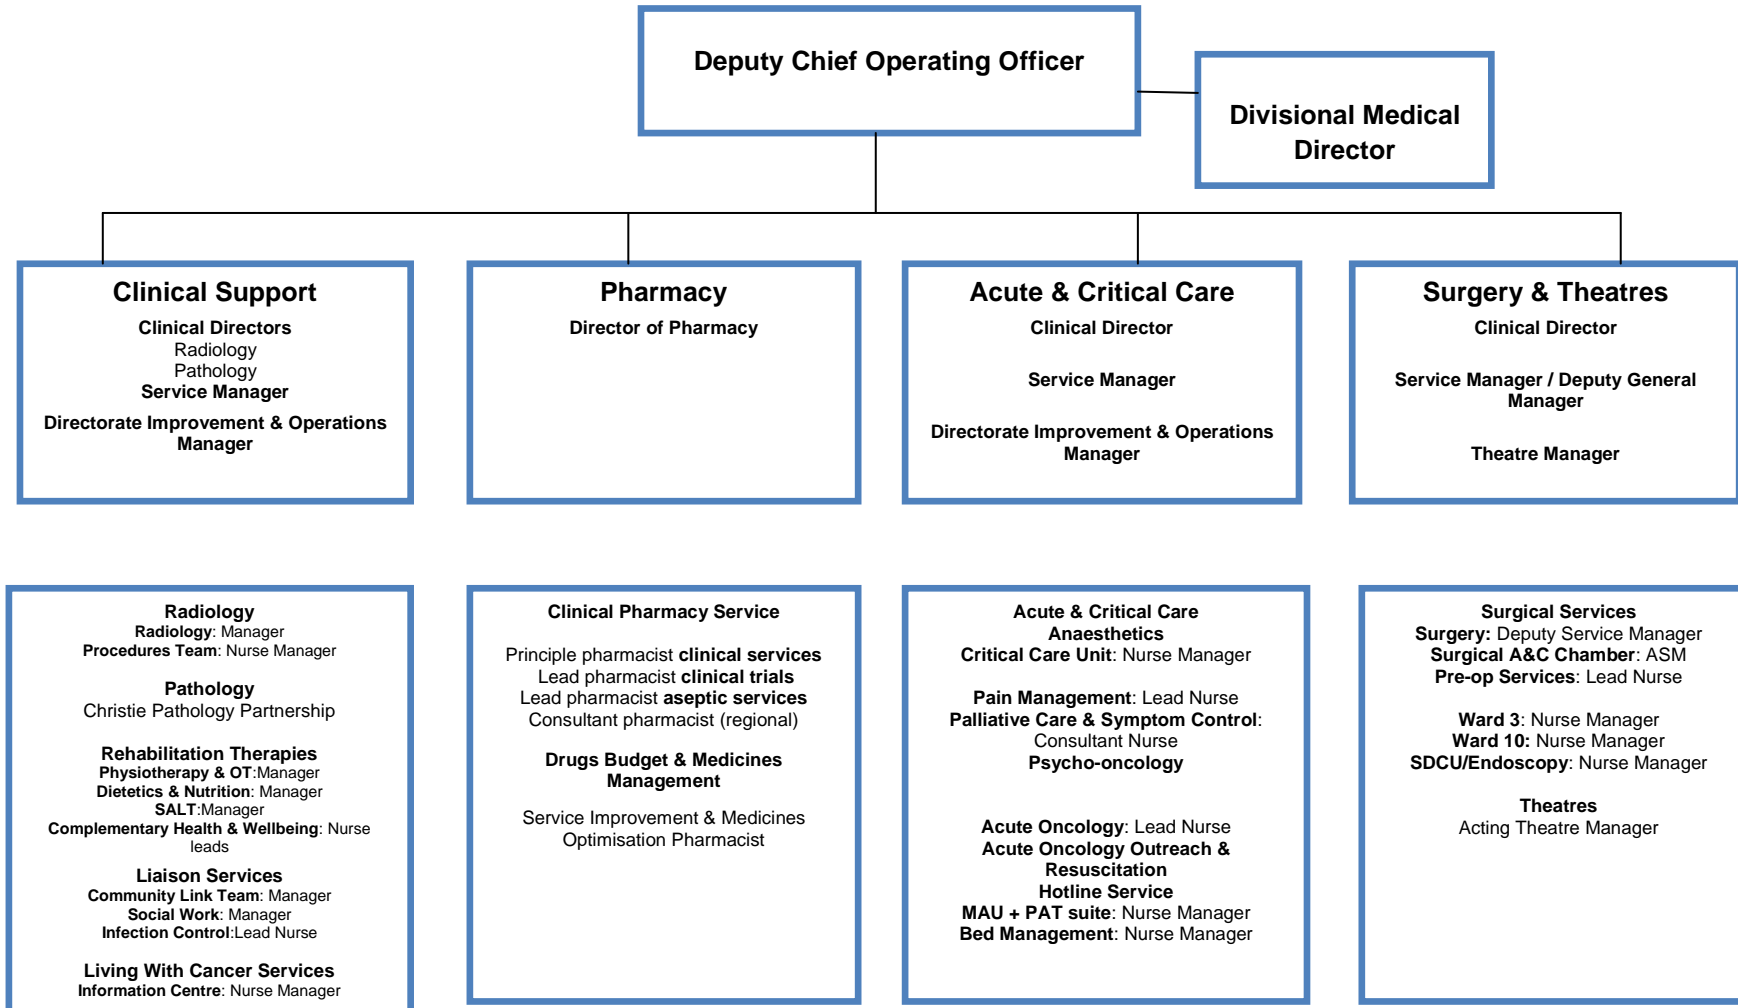 Deputy Chief Operating Officer
Divisional Medical
Director
Clinical Support
Clinical Directors
Radiology
Pathology
Service Manager
Directorate Improvement & Operations
Manager
Pharmacy
Director of Pharmacy
Acute & Critical Care
Clinical Director
Service Manager
Directorate Improvement & Operations
Manager
Surgery & Theatres
Clinical Director
Service Manager / Deputy General
Manager
Theatre Manager
Radiology
Radiology: Manager
Procedures Team: Nurse Manager
Pathology
Christie Pathology Partnership
Rehabilitation Therapies
Physiotherapy & OT:Manager
Dietetics & Nutrition: Manager
SALT:Manager
Complementary Health & Wellbeing: Nurse
leads
Liaison Services
Community Link Team: Manager
Social Work: Manager
Infection Control:Lead Nurse
Living With Cancer Services
Information Centre: Nurse Manager
Clinical Pharmacy Service
Principle pharmacist clinical services
Lead pharmacist clinical trials
Lead pharmacist aseptic services
Consultant pharmacist (regional)
Drugs Budget & Medicines
Management
Service Improvement & Medicines
Optimisation Pharmacist
Acute & Critical Care
Anaesthetics
Critical Care Unit: Nurse Manager
Pain Management: Lead Nurse
Palliative Care & Symptom Control:
Consultant Nurse
Psycho-oncology
Acute Oncology: Lead Nurse
Acute Oncology Outreach &
Resuscitation
Hotline Service
MAU + PAT suite: Nurse Manager
Bed Management: Nurse Manager
Surgical Services
Surgery: Deputy Service Manager
Surgical A&C Chamber: ASM
Pre-op Services: Lead Nurse
Ward 3: Nurse Manager
Ward 10: Nurse Manager
SDCU/Endoscopy: Nurse Manager
Theatres
Acting Theatre Manager